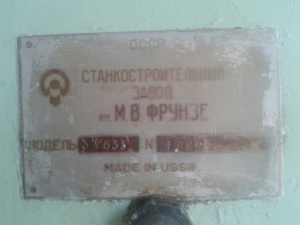 СССР
СТАНКОСТРОИТЕЛЬНЫЙ
ЗАВОД
им. М В ФРУНЗЕ
МОДЕЛЬ N
MADE IN USSR